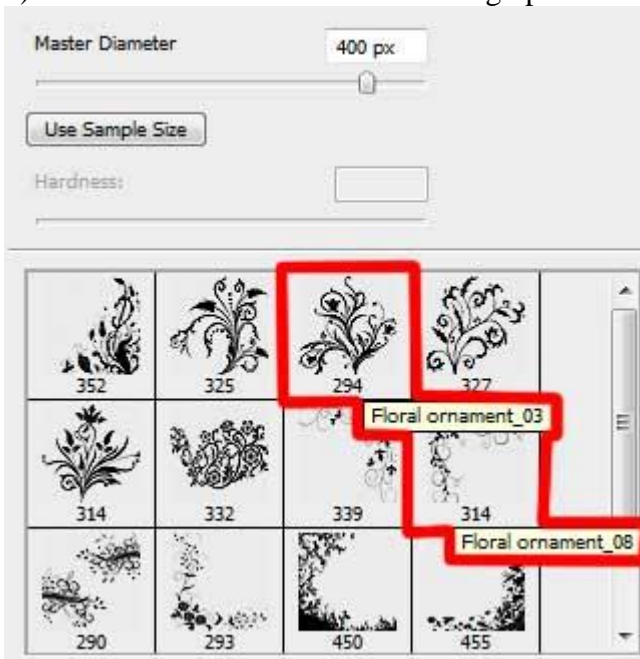 Master Diameter 400 px
Use Sample Size
Hardness:
352 325 294 327
Floral ornament_03
314 332 339 314
Floral ornament_08
290 293 450 455